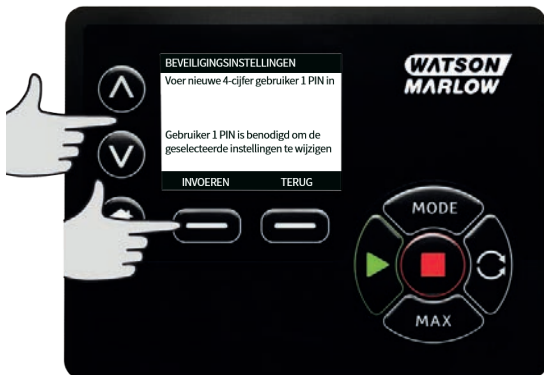 BEVEILIGINGSINSTELLINGEN
Voer nieuwe 4-cijfer gebruiker 1 PIN in
Gebruiker 1 PIN is benodigd om de
geselecteerde instellingen te wijzigen
INVOEREN TERUG
WATSON
MARLOW
MODE
MAX